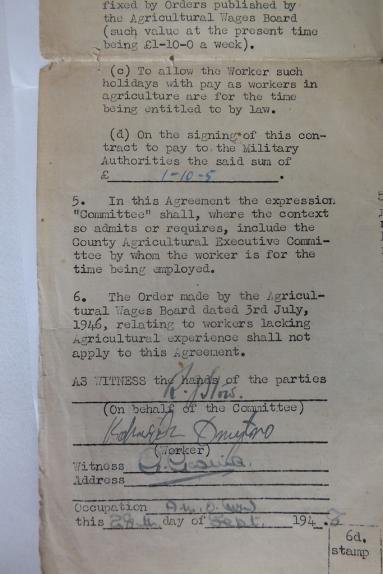 fixed by Orders published by
the Agricultural Wages Board
(such value at the present time
being £1-10-0 a week).
(c) To allow the Worker such
holidays with pay as workers in
agriculture are for the time
being entitled to by law.
(d) On the signing of this con-
tract to pay to the Military
Authorities the said sum of
£ 1-10-5 .
5. In this Agreement the expression
"Committee" shall, where the context
so admits or requires, include the
County Agricultural Executive Commi-
ttee by whom the worker is for the
time being employed.
6. The Order made by the Agricul-
tural Wages Board dated 3rd July,
1946, relating to workers lacking
Agricultural experience shall not
apply to this Agreement.
AS WITNESS the hands of the parties
(On behalf of the Committee)
(Worker)
Witness
Address
Occupation
this 28th day of Sept. 194
6d.
stamp